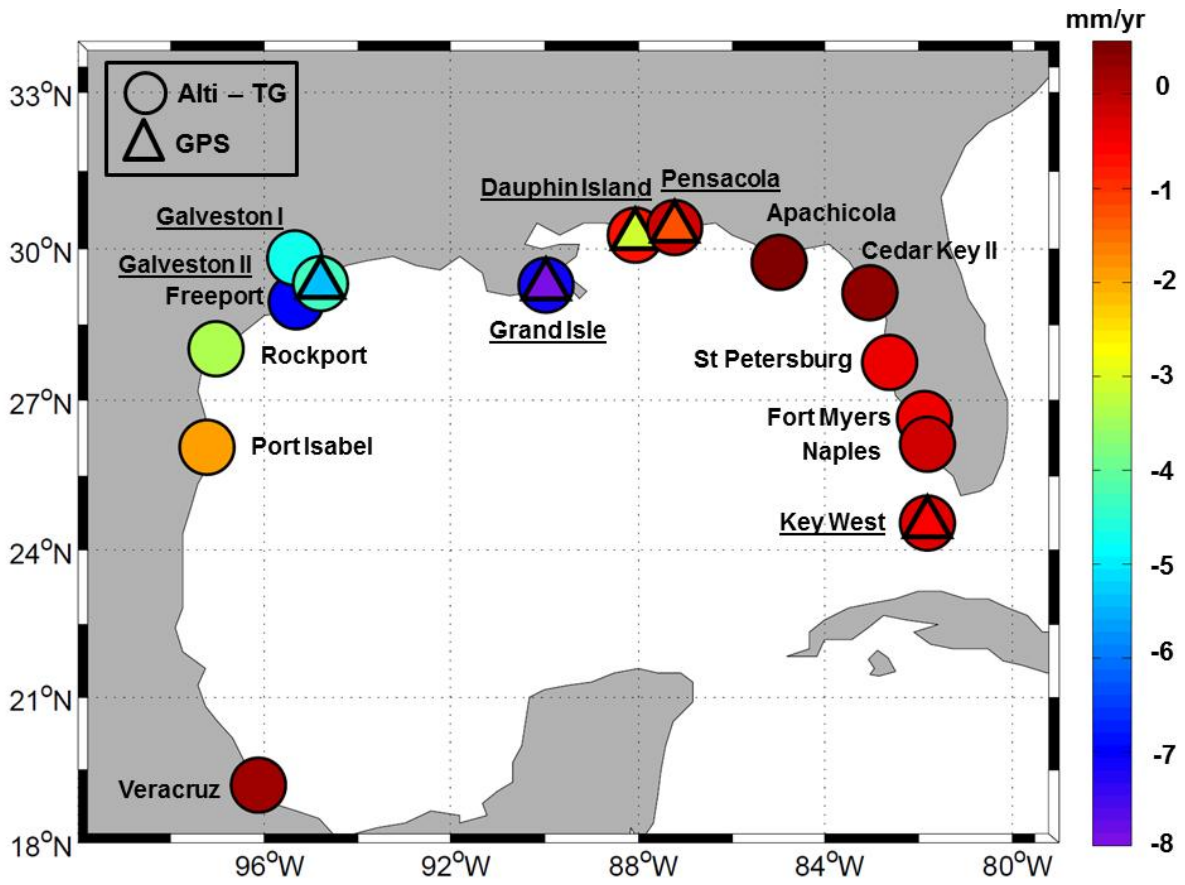 mm/yr
33°N
30°N
27°N
24°N
21°N
18°N
Alti – TG
GPS
Galveston I
Galveston II
Freeport
Rockport
Port Isabel
Veracruz
Dauphin Island
Pensacola
Grand Isle
Apachicola
Cedar Key II
St Petersburg
Fort Myers
Naples
Key West
96°W
92°W
88°W
84°W
80°W
0
-1
-2
-3
-4
-5
-6
-7
-8